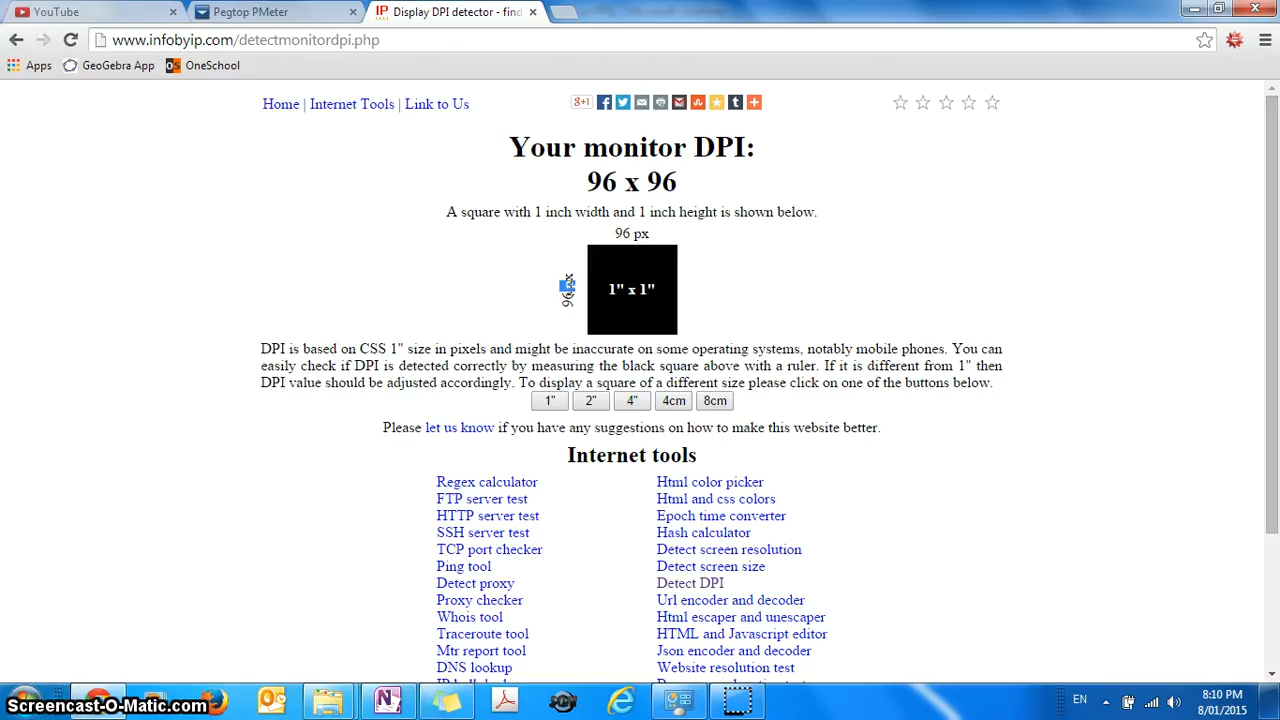 YouTube
Pegtop PMeter
Display DPI detector - find
www.infobyip.com/detectmonitordpi.php
Apps GeoGebra App OneSchool
Home | Internet Tools | Link to Us
Your monitor DPI:
96 x 96
A square with 1 inch width and 1 inch height is shown below.
96 px
96 px
1" x 1"
DPI is based on CSS 1" size in pixels and might be inaccurate on some operating systems, notably mobile phones. You can
easily check if DPI is detected correctly by measuring the black square above with a ruler. If it is different from 1" then
DPI value should be adjusted accordingly. To display a square of a different size please click on one of the buttons below.
1" 2" 4" 4cm 8cm
Please let us know if you have any suggestions on how to make this website better.
Internet tools
Regex calculator
FTP server test
HTTP server test
SSH server test
TCP port checker
Ping tool
Detect proxy
Proxy checker
Whois tool
Traceroute tool
Mtr report tool
DNS lookup
Html color picker
Html and css colors
Epoch time converter
Hash calculator
Detect screen resolution
Detect screen size
Detect DPI
Url encoder and decoder
Html escaper and unescaper
HTML and Javascript editor
Json encoder and decoder
Website resolution test
EN
8:10 PM
8/01/2015
Screencast-O-Matic.com